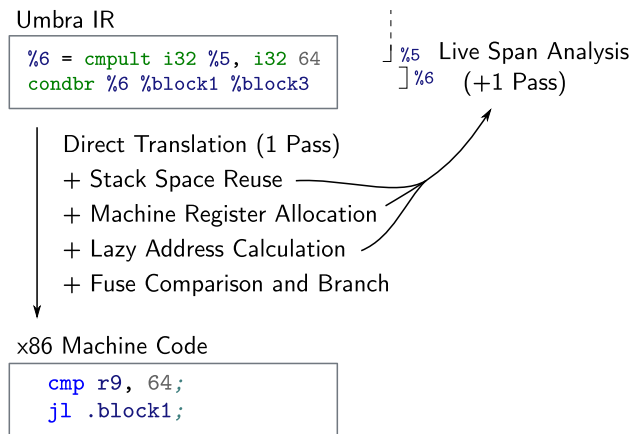 Umbra IR
%6 = cmpult i32 %5, i32 64
condbr %6 %block1 %block3
%5
%6
Live Span Analysis
(+1 Pass)
Direct Translation (1 Pass)
+ Stack Space Reuse
+ Machine Register Allocation
+ Lazy Address Calculation
+ Fuse Comparison and Branch
x86 Machine Code
cmp r9, 64;
jl .block1;